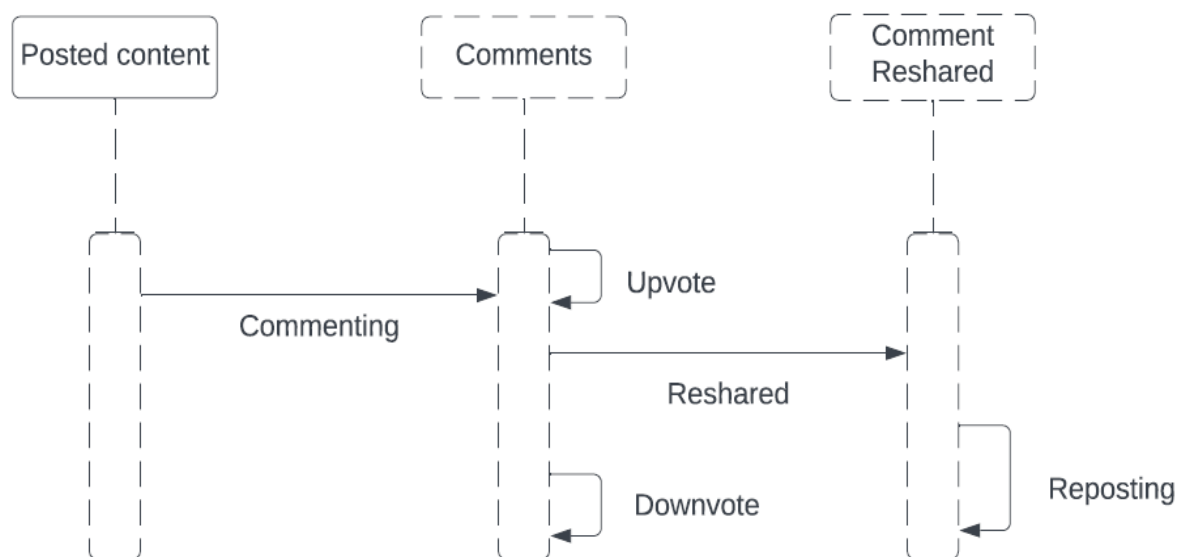 Posted content
Comments
Comment
Reshared
Upvote
Commenting
Reshared
Downvote
Reposting